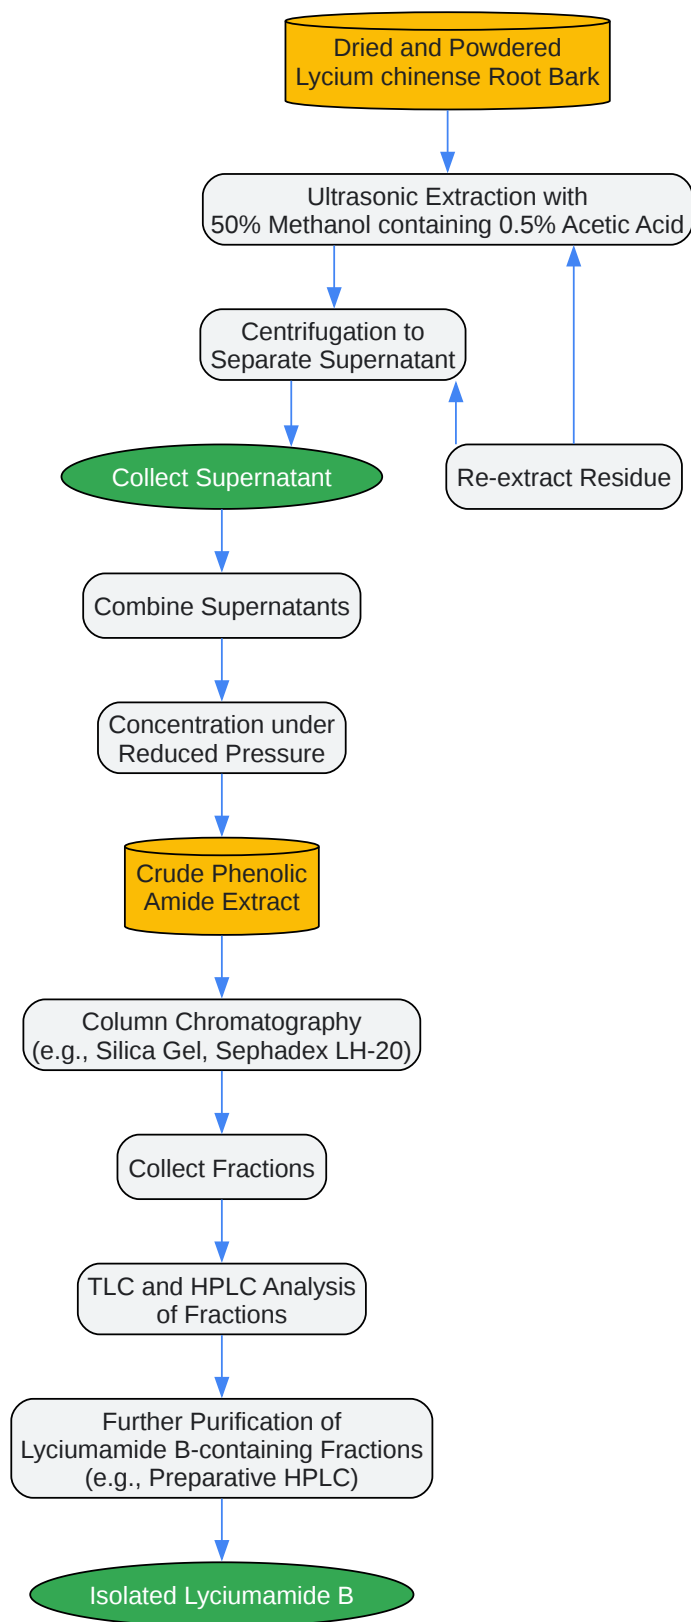 Dried and Powdered
Lycium chinense Root Bark
Ultrasonic Extraction with
50% Methanol containing 0.5% Acetic Acid
Centrifugation to
Separate Supernatant
Collect Supernatant
Re-extract Residue
Combine Supernatants
Concentration under
Reduced Pressure
Crude Phenolic
Amide Extract
Column Chromatography
(e.g., Silica Gel, Sephadex LH-20)
Collect Fractions
TLC and HPLC Analysis
of Fractions
Further Purification of
Lyciumamide B-containing Fractions
(e.g., Preparative HPLC)
Isolated Lyciumamide B